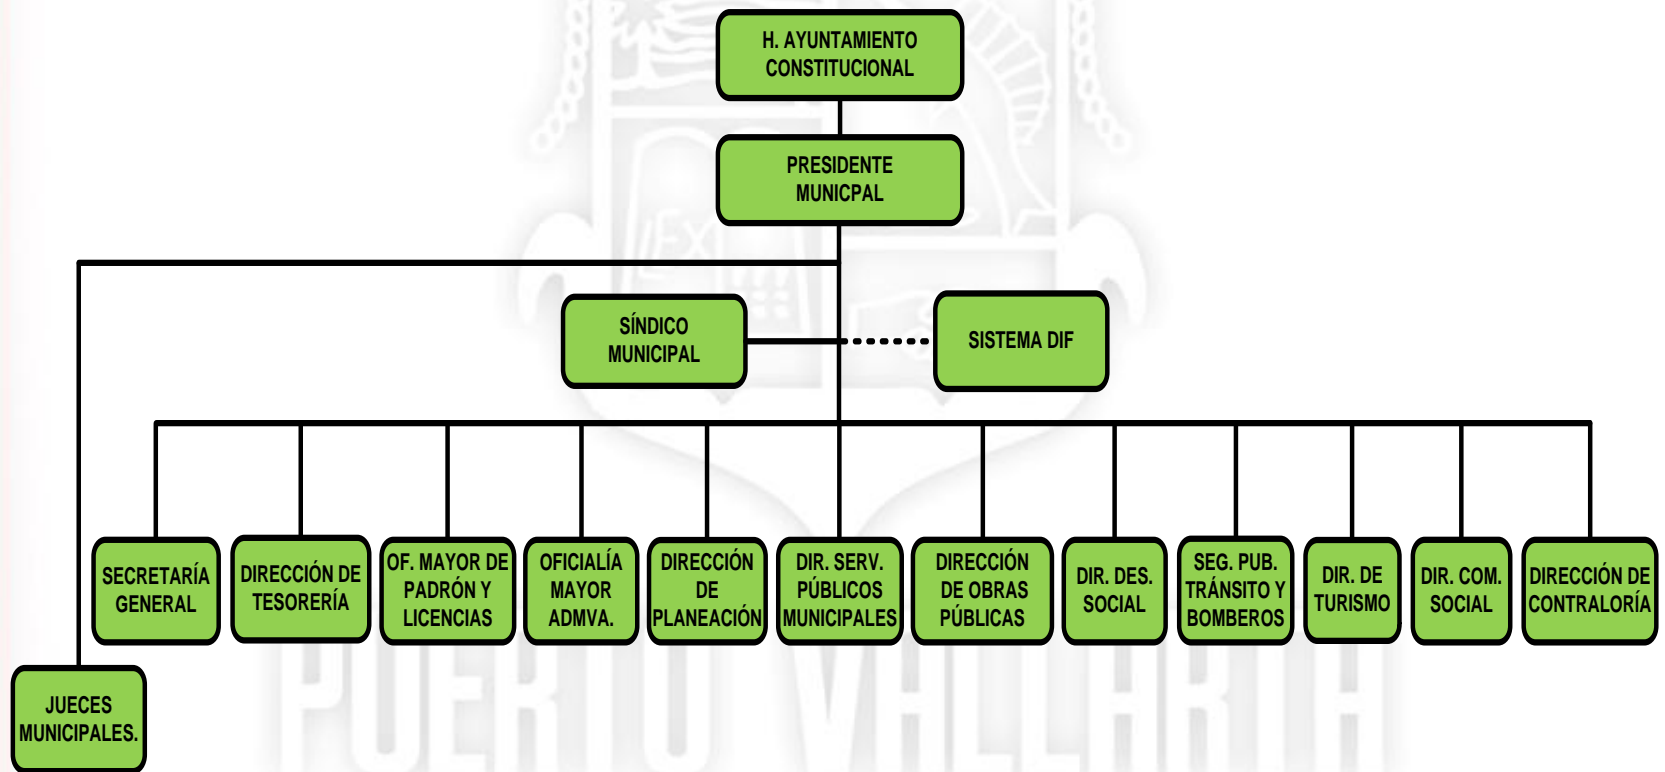 H. AYUNTAMIENTO
CONSTITUCIONAL
PRESIDENTE
MUNICPAL
SÍNDICO
MUNICIPAL
SISTEMA DIF
SECRETARÍA
GENERAL
DIRECCIÓN DE
TESORERÍA
OF. MAYOR DE
PADRÓN Y
LICENCIAS
OFICIALÍA
MAYOR
ADMVA.
DIRECCIÓN
DE
PLANEACIÓN
DIR. SERV.
PÚBLICOS
MUNICIPALES
DIRECCIÓN
DE OBRAS
PÚBLICAS
DIR. DES.
SOCIAL
SEG. PUB.
TRÁNSITO Y
BOMBEROS
DIR. DE
TURISMO
DIR. COM.
SOCIAL
DIRECCIÓN DE
CONTRALORÍA
JUECES
MUNICIPALES.
PUERTO VALLARTA